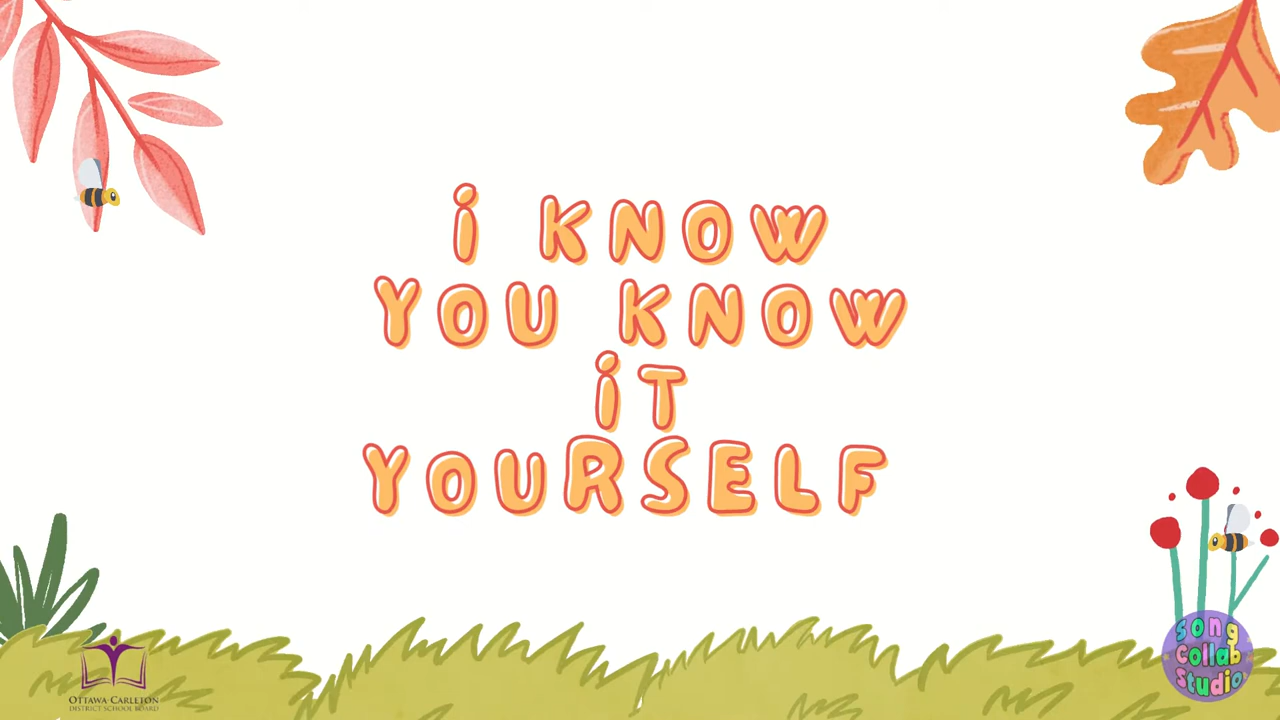 i KNOW
YOU KNOW
iT
YOURSELF
OTTAWA-CARLETON
DISTRICT SCHOOL BOARD
song
collab
studio